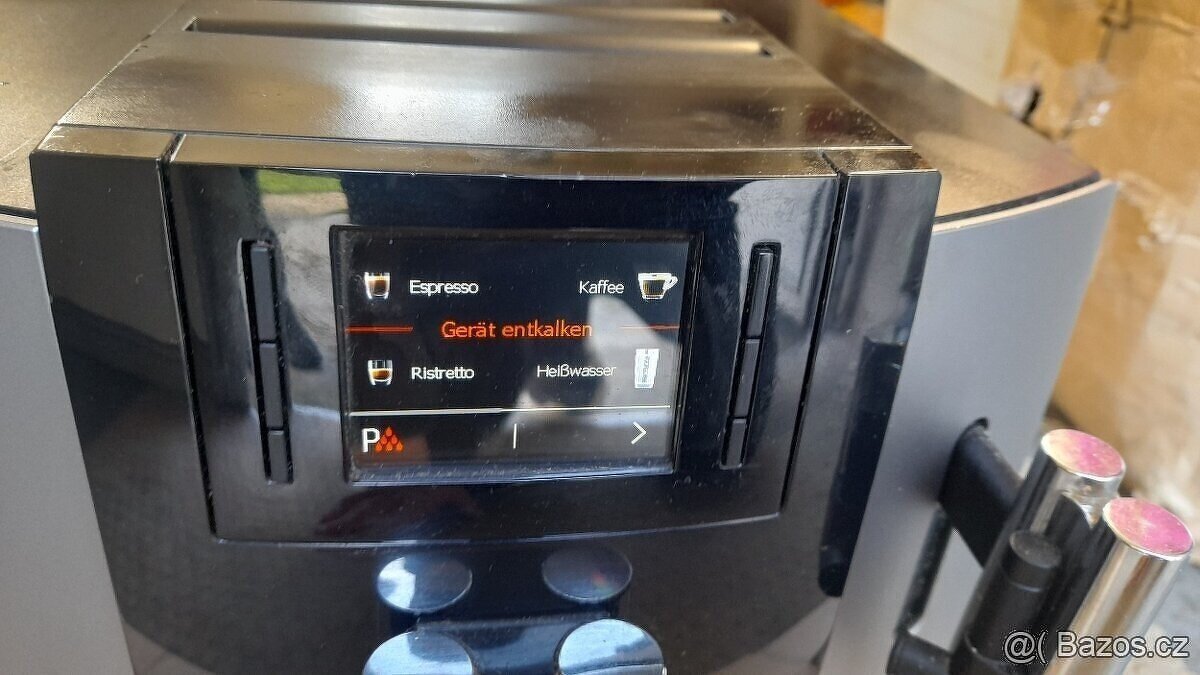 Espresso Kaffee
Gerät entkalken
Ristretto Heißwasser
P >
@( Bazos.cz